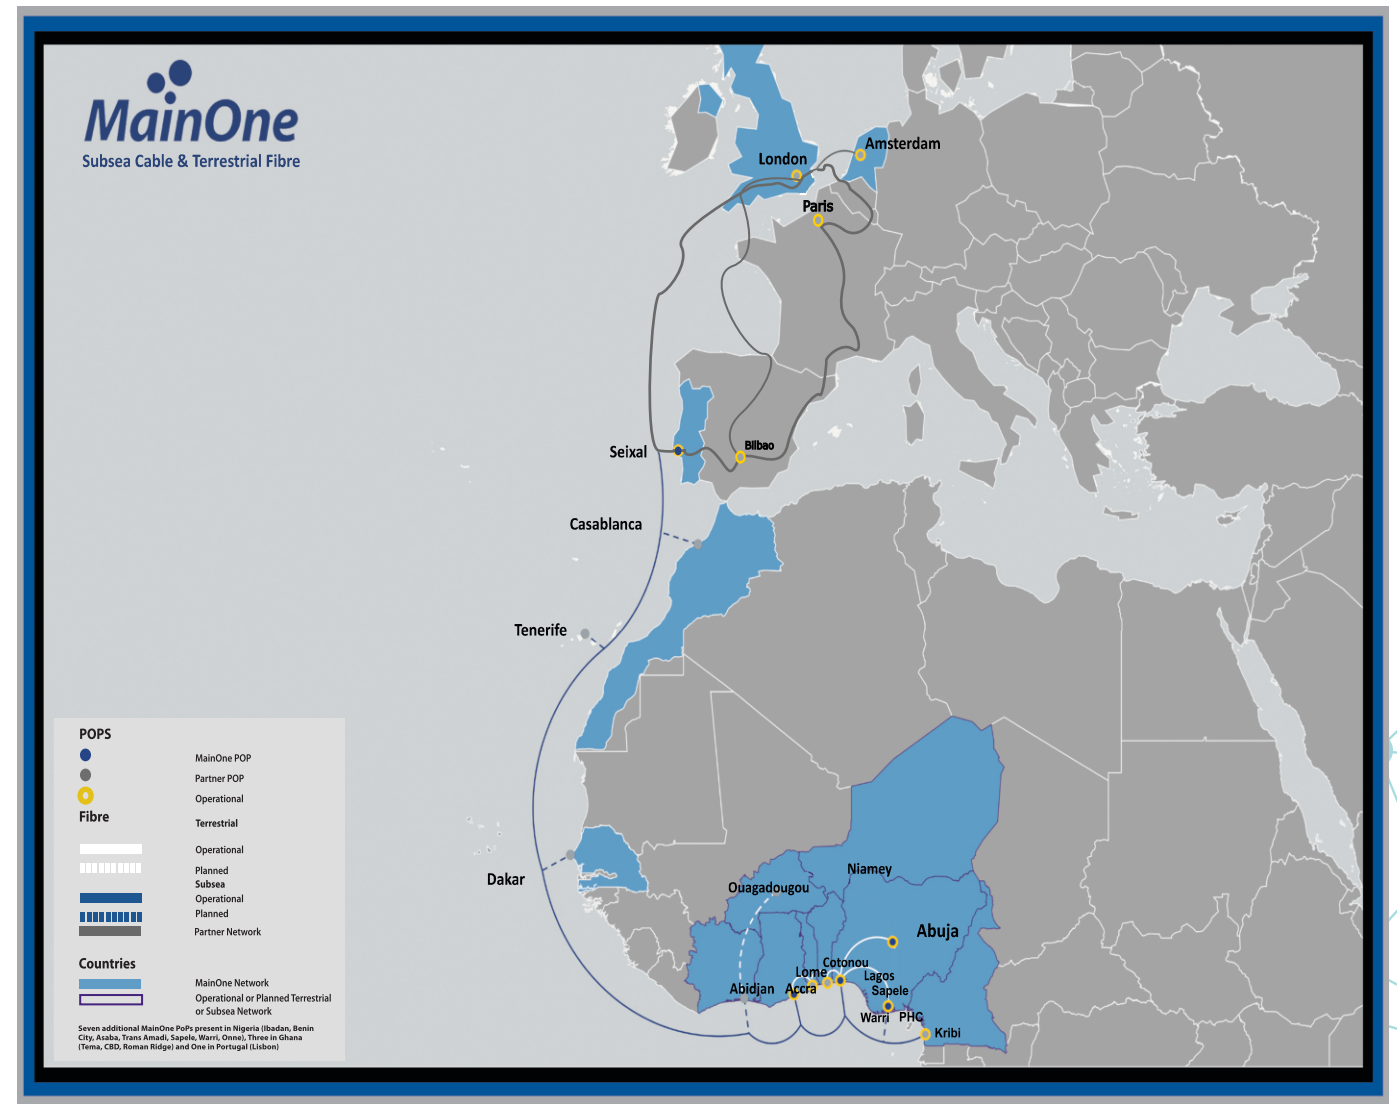 MainOne
Subsea Cable & Terrestrial Fibre
Amsterdam
London
Paris
Seixal
Bilbao
Casablanca
Tenerife
Dakar
Niamey
Ouagadougou
Abuja
Cotonou
Lome
Lagos
Abidjan
Accra
Sapele
Warri
PHC
Kribi
POPS
MainOne POP
Partner POP
Operational
Fibre
Terrestrial
Operational
Planned
Subsea
Operational
Planned
Partner Network
Countries
MainOne Network
Operational or Planned Terrestrial
or Subsea Network
Seven additional MainOne PoPs present in Nigeria (Ibadan, Benin
City, Asaba, Trans Amadi, Sapele, Warri, Onne), Three in Ghana
(Tema, CBD, Roman Ridge) and One in Portugal (Lisbon)